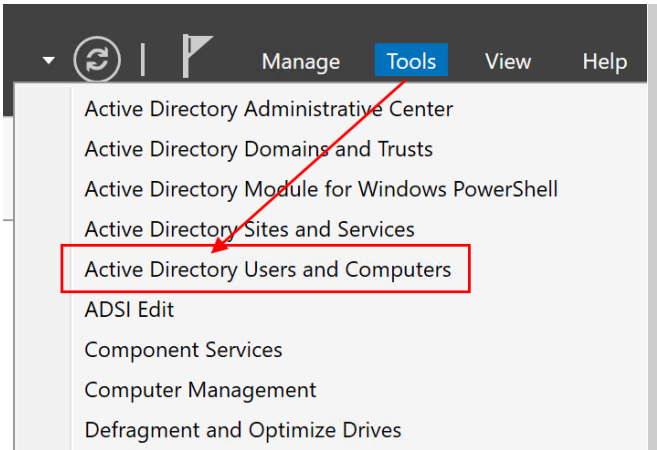 Manage Tools View Help
Active Directory Administrative Center
Active Directory Domains and Trusts
Active Directory Module for Windows PowerShell
Active Directory Sites and Services
Active Directory Users and Computers
ADSI Edit
Component Services
Computer Management
Defragment and Optimize Drives